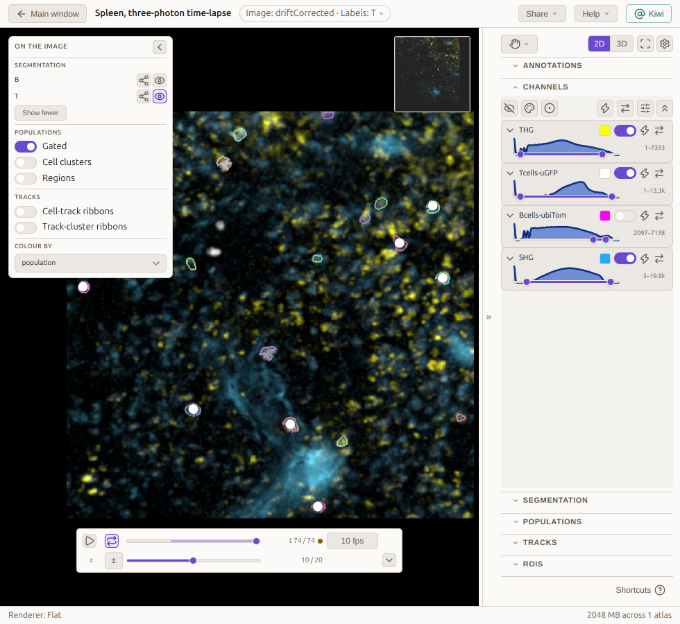 Main window
Spleen, three-photon time-lapse
Image: driftCorrected · Labels: T
Share
Help
Kiwi
ON THE IMAGE
SEGMENTATION
B
T
Show fewer
POPULATIONS
Gated
Cell clusters
Regions
TRACKS
Cell-track ribbons
Track-cluster ribbons
COLOUR BY
population
2D
3D
ANNOTATIONS
CHANNELS
THG
1–7393
Tcells-uGFP
1–13.3k
Bcells-ubiTom
2097–7138
SHG
3–19.6k
»
SEGMENTATION
POPULATIONS
TRACKS
ROIS
Shortcuts
t 74 / 74
10 fps
z
±
10 / 20
Renderer: Flat
2048 MB across 1 atlas